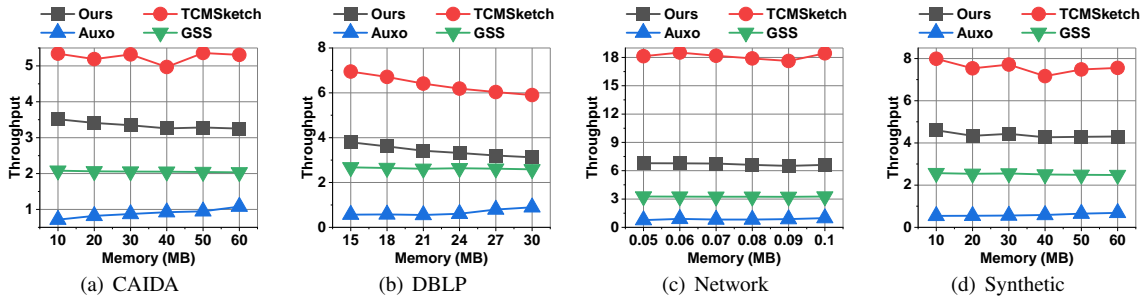 Ours TCMSketch
Auxo GSS
Throughput
5
4
3
2
1
10 20 30 40 50 60
Memory (MB)
(a) CAIDA
Ours TCMSketch
Auxo GSS
Throughput
8
6
4
2
0
15 18 21 24 27 30
Memory (MB)
(b) DBLP
Ours TCMSketch
Auxo GSS
Throughput
18
15
12
9
6
3
0
0.05 0.06 0.07 0.08 0.09 0.1
Memory (MB)
(c) Network
Ours TCMSketch
Auxo GSS
Throughput
8
6
4
2
0
10 20 30 40 50 60
Memory (MB)
(d) Synthetic